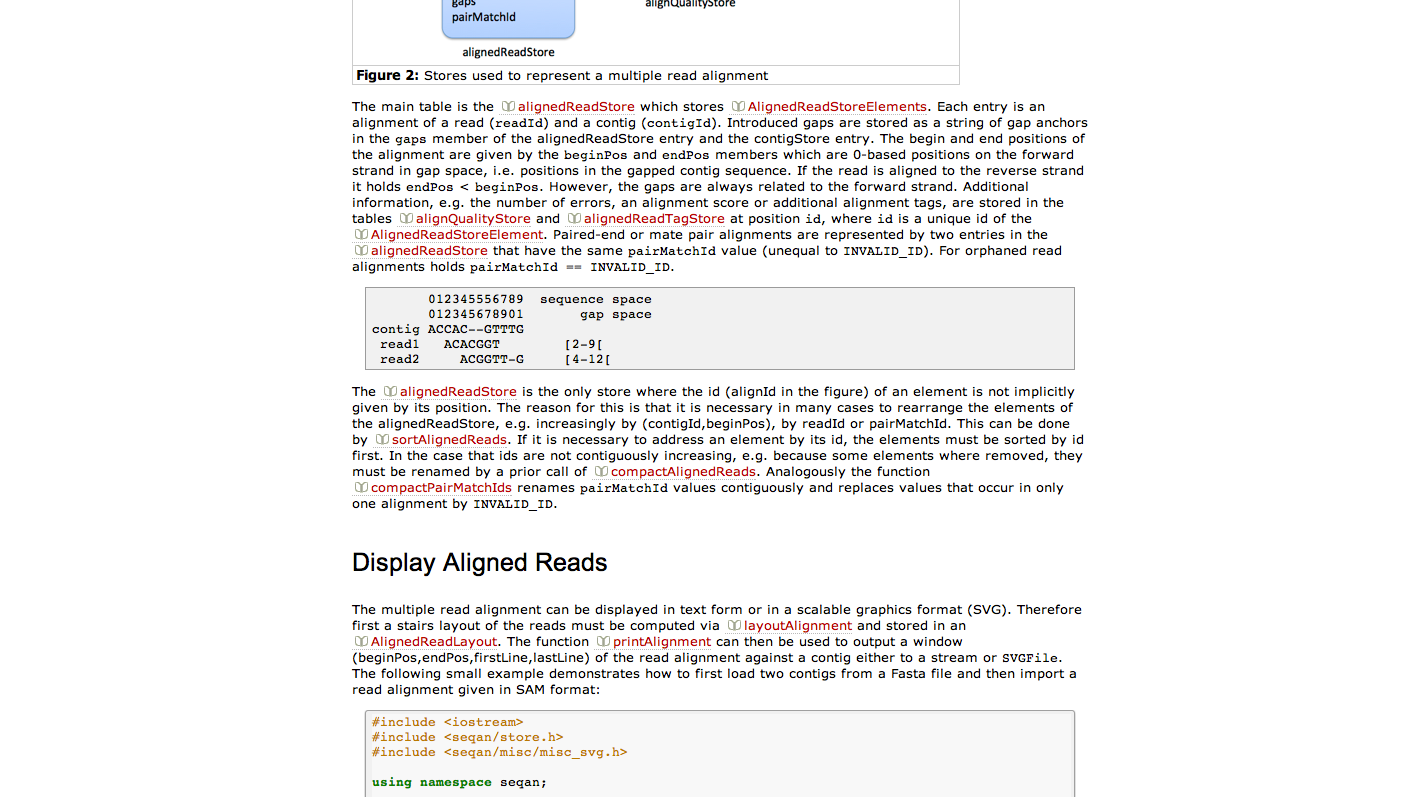 gaps
alignQualityStore
pairMatchId
alignedReadStore
Figure 2: Stores used to represent a multiple read alignment
The main table is the alignedReadStore which stores AlignedReadStoreElements. Each entry is an
alignment of a read (readId) and a contig (contigId). Introduced gaps are stored as a string of gap anchors
in the gaps member of the alignedReadStore entry and the contigStore entry. The begin and end positions of
the alignment are given by the beginPos and endPos members which are 0-based positions on the forward
strand in gap space, i.e. positions in the gapped contig sequence. If the read is aligned to the reverse strand
it holds endPos < beginPos. However, the gaps are always related to the forward strand. Additional
information, e.g. the number of errors, an alignment score or additional alignment tags, are stored in the
tables alignQualityStore and alignedReadTagStore at position id, where id is a unique id of the
AlignedReadStoreElement. Paired-end or mate pair alignments are represented by two entries in the
alignedReadStore that have the same pairMatchId value (unequal to INVALID_ID). For orphaned read
alignments holds pairMatchId == INVALID_ID.
012345556789  sequence space
012345678901       gap space
contig ACCAC--GTTTG
read1   ACACGGT        [2-9[
read2     ACGGTT-G     [4-12[
The alignedReadStore is the only store where the id (alignId in the figure) of an element is not implicitly
given by its position. The reason for this is that it is necessary in many cases to rearrange the elements of
the alignedReadStore, e.g. increasingly by (contigId,beginPos), by readId or pairMatchId. This can be done
by sortAlignedReads. If it is necessary to address an element by its id, the elements must be sorted by id
first. In the case that ids are not contiguously increasing, e.g. because some elements where removed, they
must be renamed by a prior call of compactAlignedReads. Analogously the function
compactPairMatchIds renames pairMatchId values contiguously and replaces values that occur in only
one alignment by INVALID_ID.
Display Aligned Reads
The multiple read alignment can be displayed in text form or in a scalable graphics format (SVG). Therefore
first a stairs layout of the reads must be computed via layoutAlignment and stored in an
AlignedReadLayout. The function printAlignment can then be used to output a window
(beginPos,endPos,firstLine,lastLine) of the read alignment against a contig either to a stream or SVGFile.
The following small example demonstrates how to first load two contigs from a Fasta file and then import a
read alignment given in SAM format:
#include <iostream>
#include <seqan/store.h>
#include <seqan/misc/misc_svg.h>
using namespace seqan;